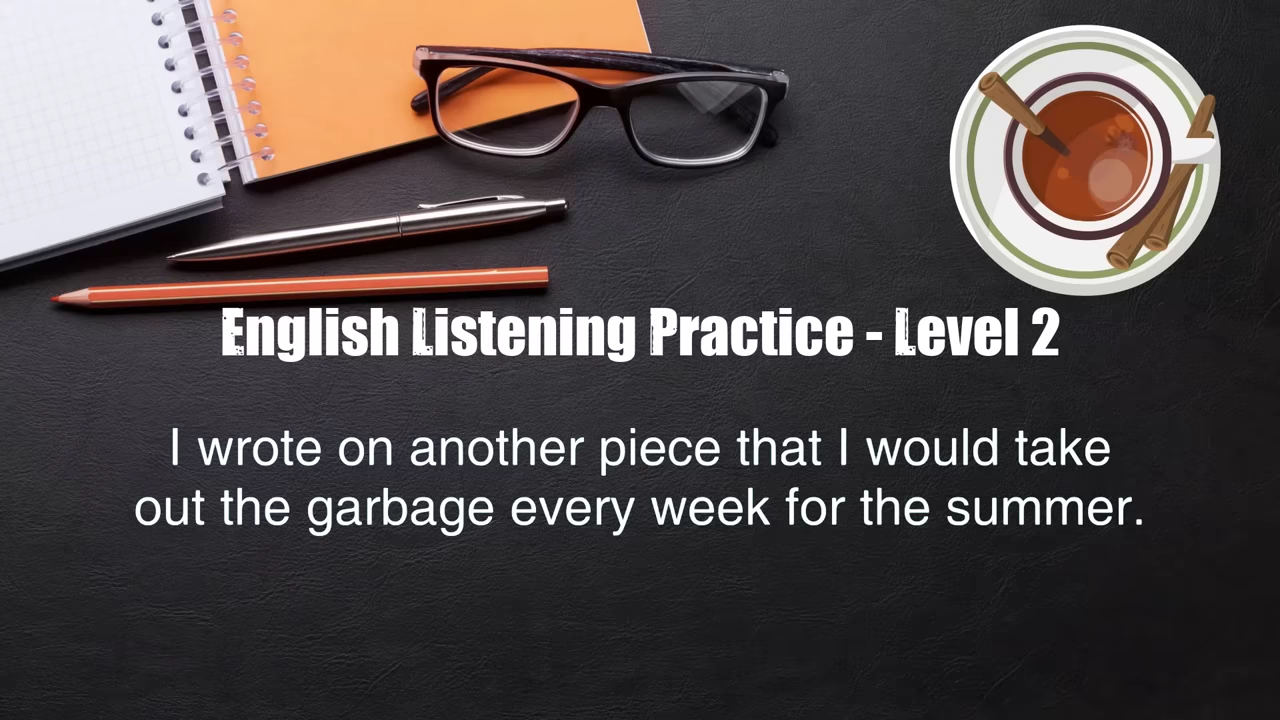 English Listening Practice - Level 2
I wrote on another piece that I would take
out the garbage every week for the summer.